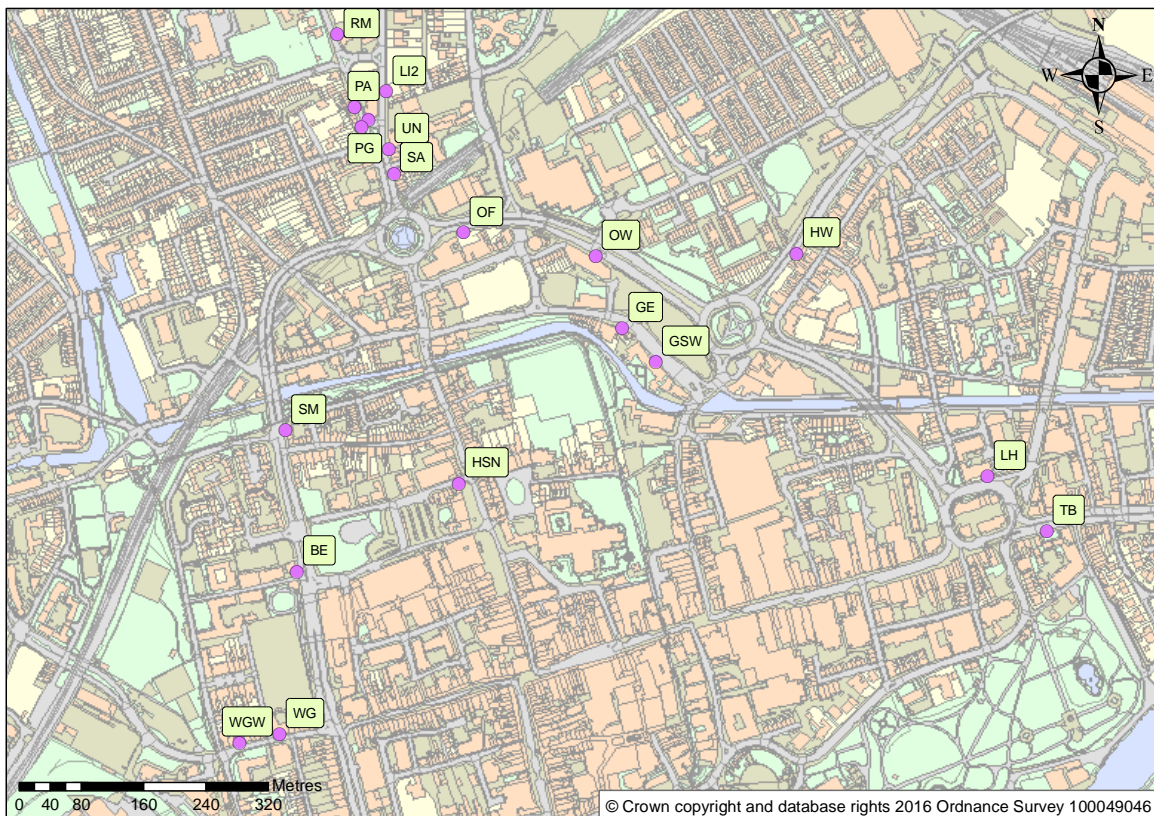 RM
N
W E
S
LI2
PA
UN
PG
SA
OF
OW
HW
GE
GSW
SM
HSN
LH
TB
BE
WG
WGW
Metres
0 40 80 160 240 320
© Crown copyright and database rights 2016 Ordnance Survey 100049046